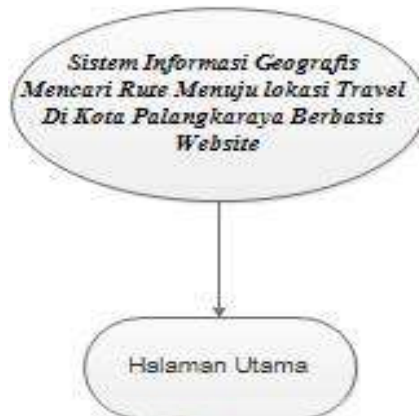 Sistem Informasi Geografis
Mencari Rute Menuju lokasi Travel
Di Kota Palangkaraya Berbasis
Website
Halaman Utama